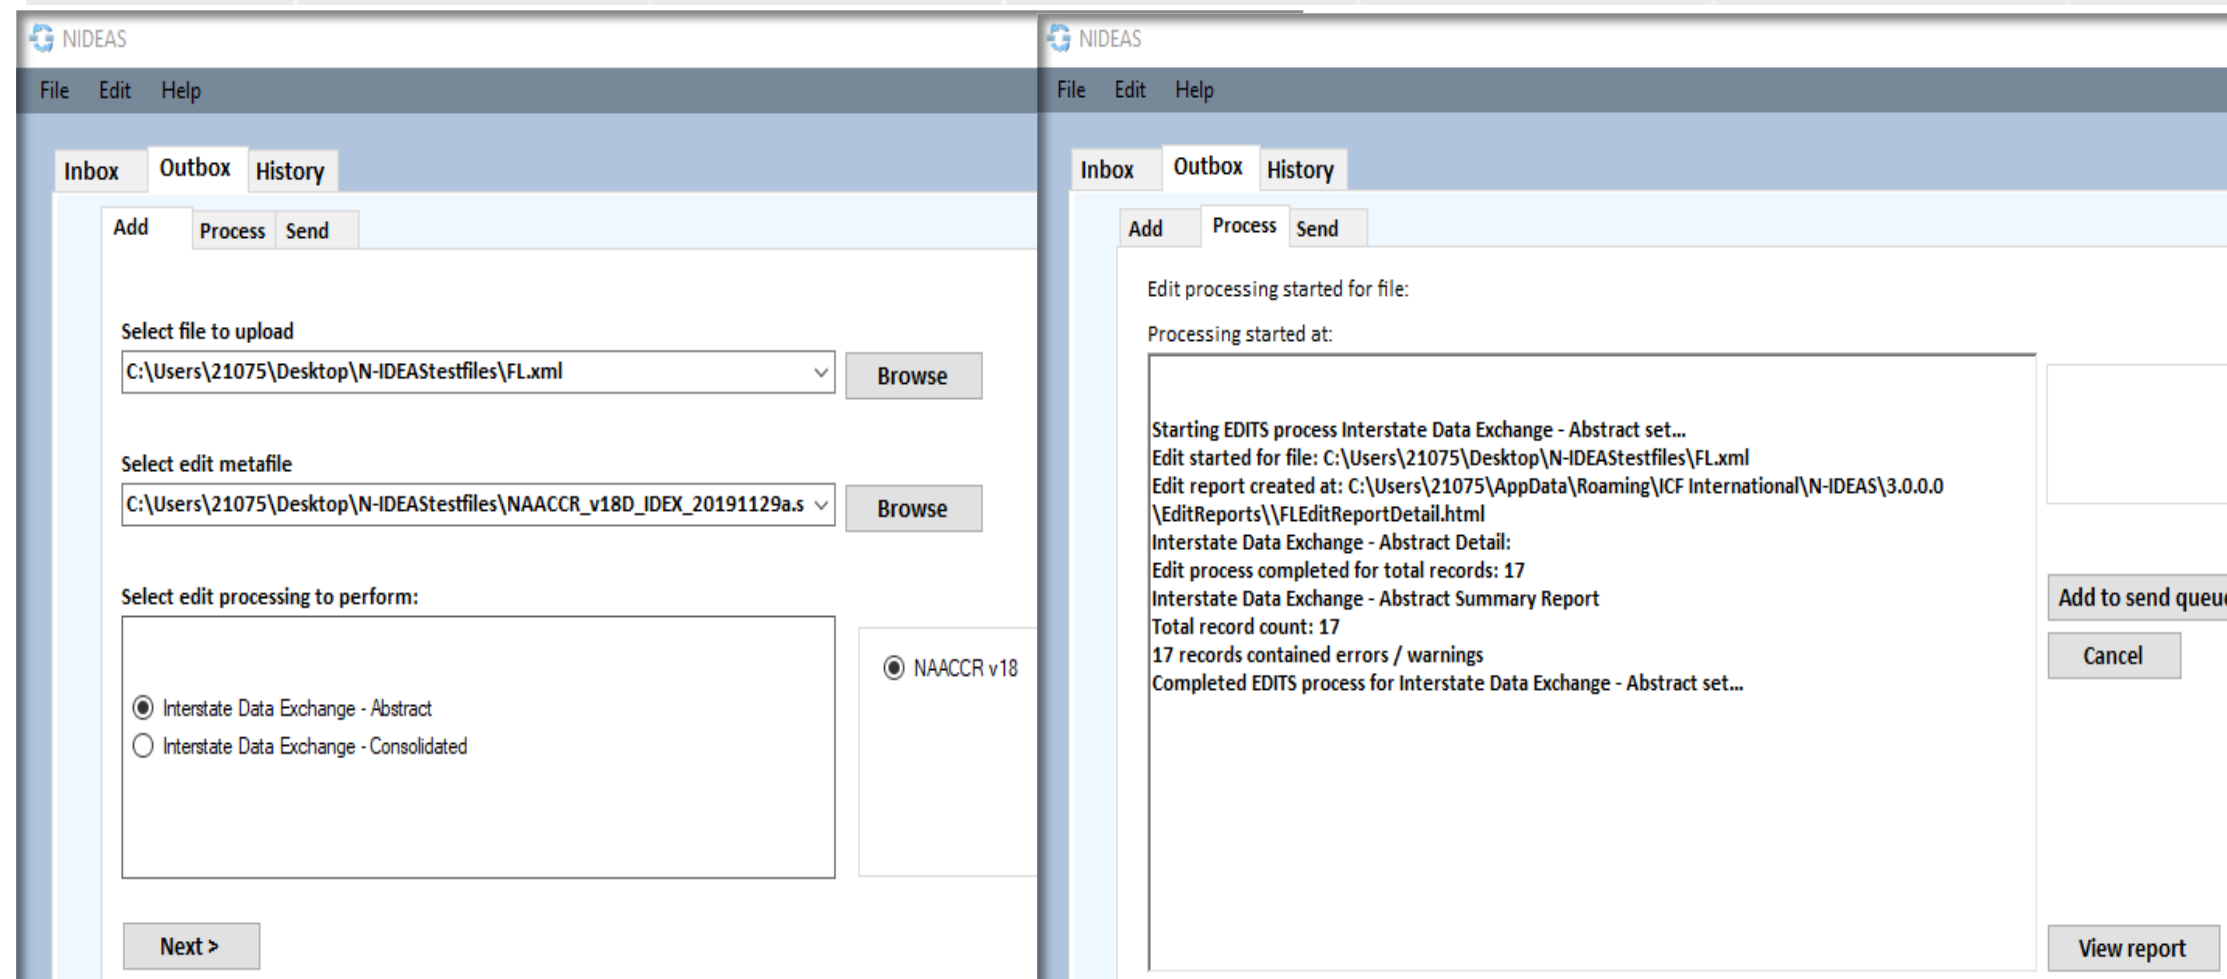 NIDEAS
File Edit Help
Inbox Outbox History
Add Process Send
Select file to upload
C:\Users\21075\Desktop\N-IDEAStestfiles\FL.xml
Browse
Select edit metafile
C:\Users\21075\Desktop\N-IDEAStestfiles\NAACCR_v18D_IDEX_20191129a.s
Browse
Select edit processing to perform:
Interstate Data Exchange - Abstract
Interstate Data Exchange - Consolidated
NAACCR v18
Next >
NIDEAS
File Edit Help
Inbox Outbox History
Add Process Send
Edit processing started for file:
Processing started at:
Starting EDITS process Interstate Data Exchange - Abstract set...
Edit started for file: C:\Users\21075\Desktop\N-IDEAStestfiles\FL.xml
Edit report created at: C:\Users\21075\AppData\Roaming\ICF International\N-IDEAS\3.0.0.0
\EditReports\\FLEditReportDetail.html
Interstate Data Exchange - Abstract Detail:
Edit process completed for total records: 17
Interstate Data Exchange - Abstract Summary Report
Total record count: 17
17 records contained errors / warnings
Completed EDITS process for Interstate Data Exchange - Abstract set...
Add to send queue
Cancel
View report